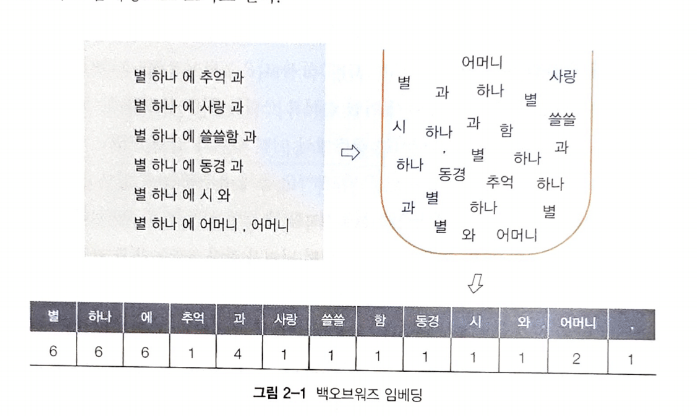 별 하나 에 추억 과
별 하나 에 사랑 과
별 하나 에 쓸쓸함 과
별 하나 에 동경 과
별 하나 에 시 와
별 하나 에 어머니 , 어머니
어머니
별 과 하나 별 사랑
시 하나 과 함 쓸쓸
하나 , 별 하나 과
동경 추억 하나
과 별 하나 별
별 와 어머니
별 하나 에 추억 과 사랑 쓸쓸 함 동경 시 와 어머니 ,
6 6 6 1 4 1 1 1 1 1 1 2 1
그림 2-1 백오브워즈 임베딩